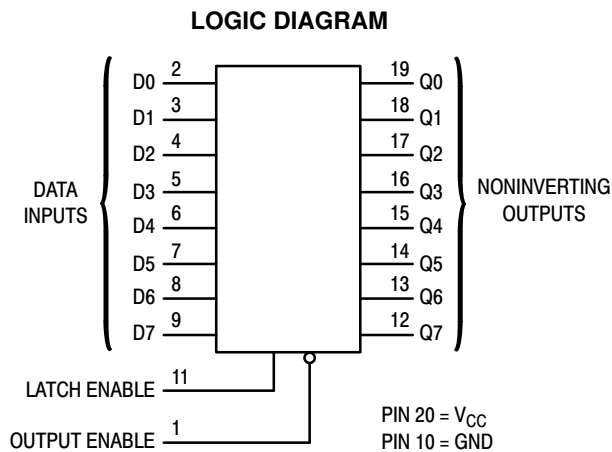 LOGIC DIAGRAM
D0 2 19 Q0
D1 3 18 Q1
D2 4 17 Q2
D3 5 16 Q3
D4 6 15 Q4
D5 7 14 Q5
D6 8 13 Q6
D7 9 12 Q7
DATA
INPUTS
NONINVERTING
OUTPUTS
LATCH ENABLE 11
OUTPUT ENABLE 1
PIN 20 = VCC
PIN 10 = GND